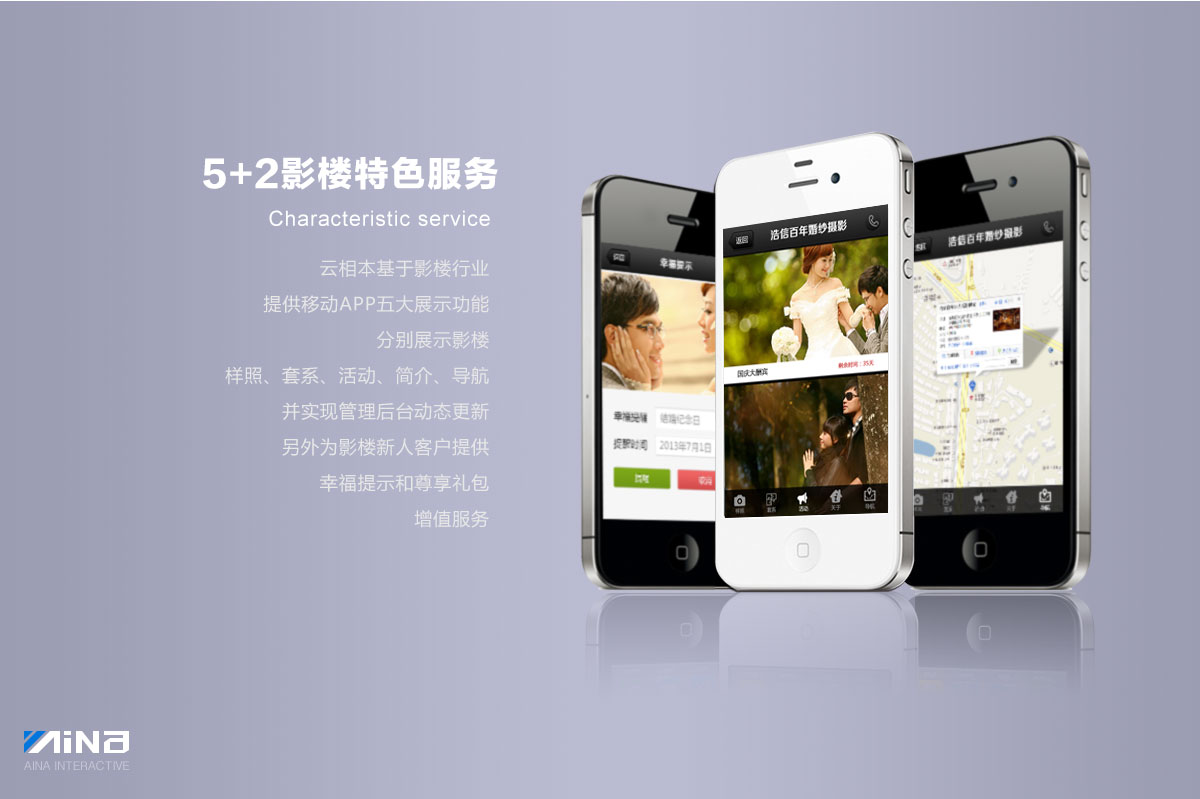 5+2影楼特色服务
Characteristic service
云相本基于影楼行业
提供移动APP五大展示功能
分别展示影楼
样照、套系、活动、简介、导航
并实现管理后台动态更新
另外为影楼新人客户提供
幸福提示和尊享礼包
增值服务
返回 幸福提示
幸福提醒 结婚纪念日
提醒时间 2013年7月1日
返回 浩信百年婚纱摄影
国庆大酬宾 剩余时间:35天
样照 套系 活动 关于 导航
浩信百年婚纱摄影
AINA
AINA INTERACTIVE